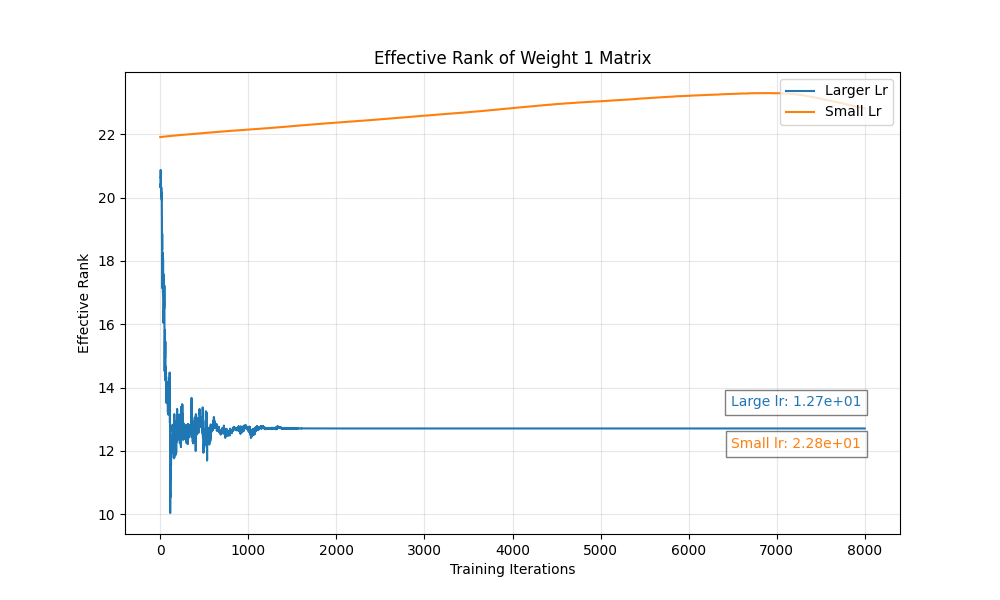 Effective Rank of Weight 1 Matrix
Larger Lr
Small Lr
Effective Rank
22
20
18
16
14
12
10
Large lr: 1.27e+01
Small lr: 2.28e+01
0 1000 2000 3000 4000 5000 6000 7000 8000
Training Iterations